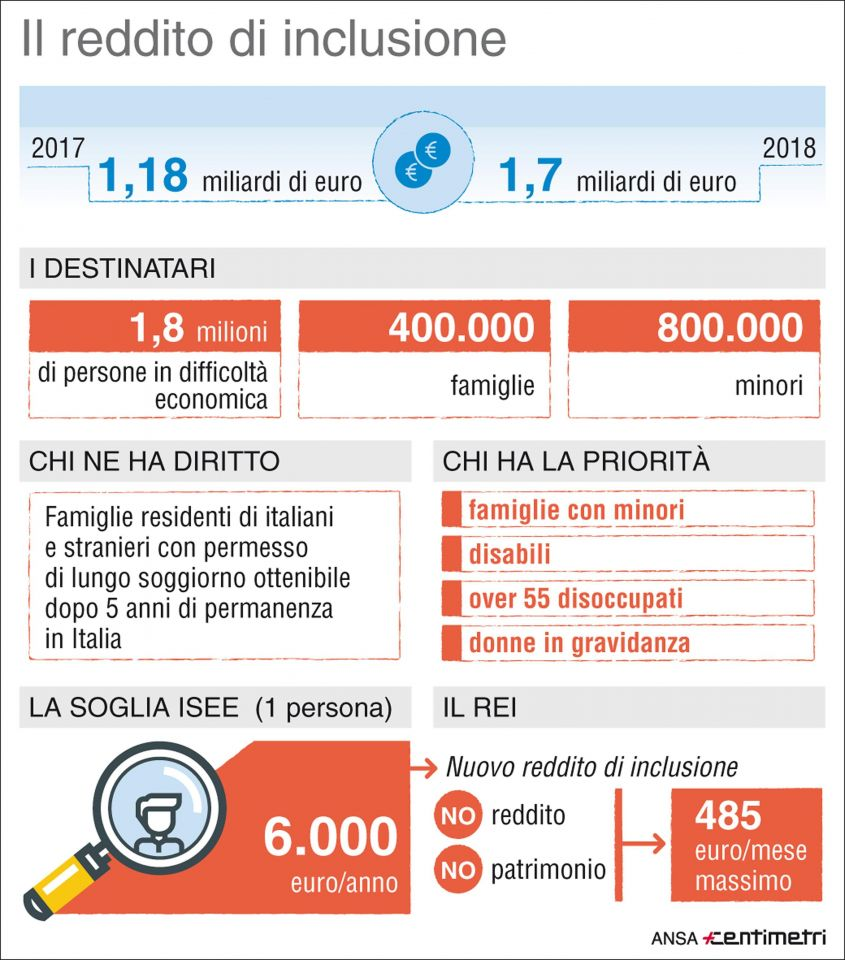 Il reddito di inclusione
2017
1,18 miliardi di euro
€
€
1,7 miliardi di euro
2018
I DESTINATARI
1,8 milioni
di persone in difficoltà
economica
400.000
famiglie
800.000
minori
CHI NE HA DIRITTO
Famiglie residenti di italiani
e stranieri con permesso
di lungo soggiorno ottenibile
dopo 5 anni di permanenza
in Italia
CHI HA LA PRIORITÀ
famiglie con minori
disabili
over 55 disoccupati
donne in gravidanza
LA SOGLIA ISEE (1 persona)
6.000
euro/anno
IL REI
Nuovo reddito di inclusione
NO reddito
NO patrimonio
485
euro/mese
massimo
ANSA centimetri